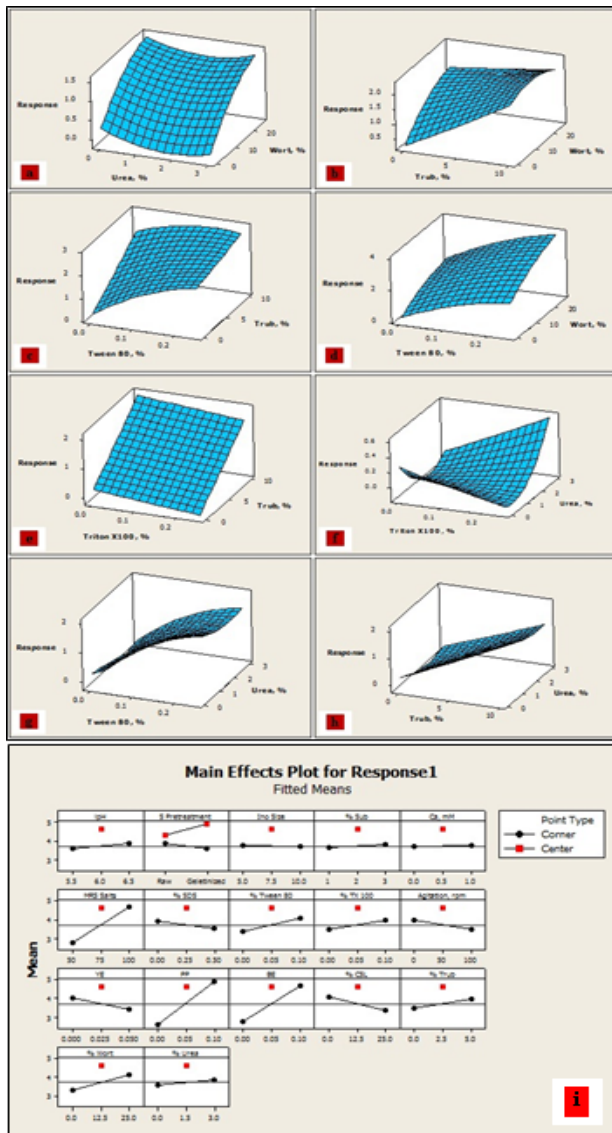 1.5
1.0
Response
0.5
0.0
20
10
Wort, %
0
0 1 2 3
Urea, %
a
2.0
1.5
Response
1.0
0.5
20
10
Wort, %
0
0 5 10
Trub, %
b
3
2
Response
1
0
10
5
Trub, %
0
0.0 0.1 0.2
Tween 80, %
c
4
Response
2
0
20
10
Wort, %
0
0.0 0.1 0.2
Tween 80, %
d
2
Response
1
0
10
5
Trub, %
0
0.0 0.1 0.2
Triton X100, %
e
0.6
0.4
Response
0.2
0.0
3
2
1
Urea, %
0
0.0 0.1 0.2
Triton X100, %
f
2
Response
1
0
3
2
1
Urea, %
0
0.0 0.1 0.2
Tween 80, %
g
2
Response
1
0
3
2
1
Urea, %
0
0 5 10
Trub, %
h
Main Effects Plot for Response1
Fitted Means
IpH S Pretreatment Ino Size % Sub Ca, mM
5 4 3
5.5 6.0 6.5 Raw Gelatinized 5.0 7.5 10.0 1 2 3 0.0 0.5 1.0
MRS Salts % SDS % Tween 80 % TX 100 Agitation, rpm
5 4 3
50 75 100 0.00 0.25 0.50 0.00 0.05 0.10 0.00 0.05 0.10 0 50 100
YE PP BE % CSL % Trub
5 4 3
0.000 0.025 0.050 0.00 0.05 0.10 0.00 0.05 0.10 0.0 12.5 25.0 0.0 2.5 5.0
% Wort % Urea
5 4 3
0.0 12.5 25.0 0.0 1.5 3.0
Mean
Point Type
Corner
Center
i